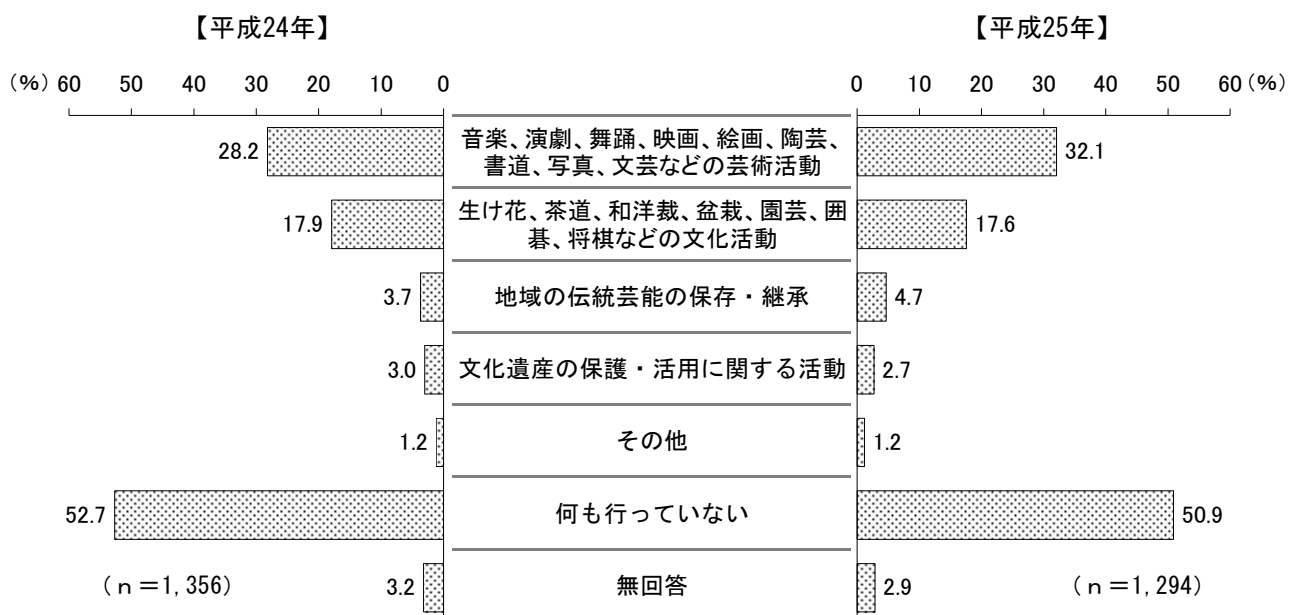 【平成24年】 【平成25年】
(%) 60 50 40 30 20 10 0 0 10 20 30 40 50 60 (%)
28.2 音楽、演劇、舞踊、映画、絵画、陶芸、 32.1
書道、写真、文芸などの芸術活動
17.9 生け花、茶道、和洋裁、盆栽、園芸、囲 17.6
碁、将棋などの文化活動
3.7 地域の伝統芸能の保存・継承 4.7
3.0 文化遺産の保護・活用に関する活動 2.7
1.2 その他 1.2
52.7 何も行っていない 50.9
(ｎ＝1,356) 3.2 無回答 2.9 (ｎ＝1,294)